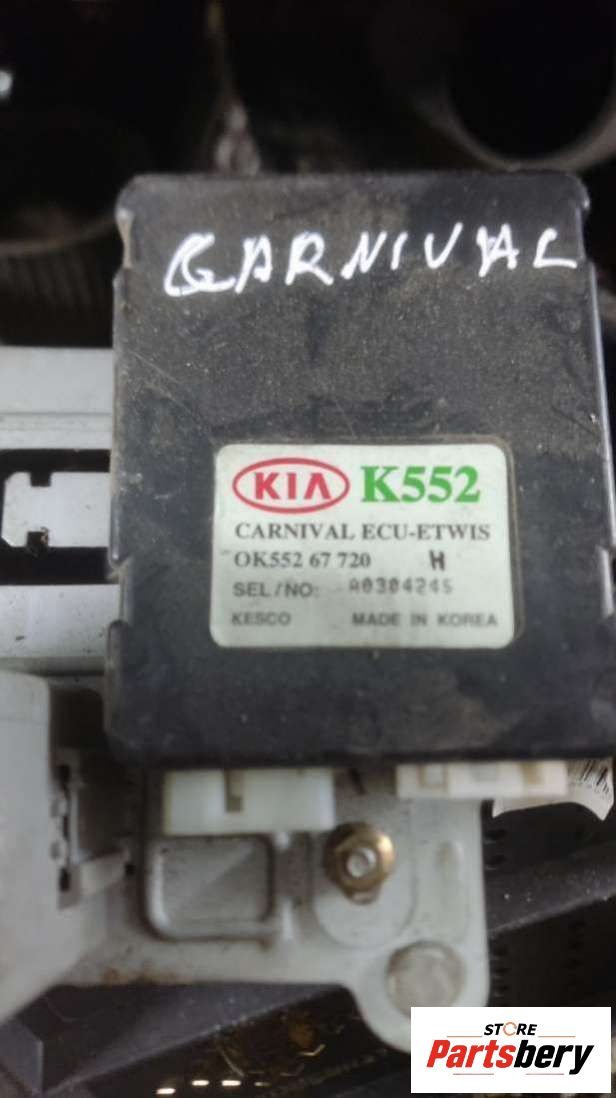 CARNIVAL
KIA K552
CARNIVAL ECU-ETWIS
OK552 67 720 H
SEL/NO: A0304245
KESCO MADE IN KOREA
STORE
Partsbery